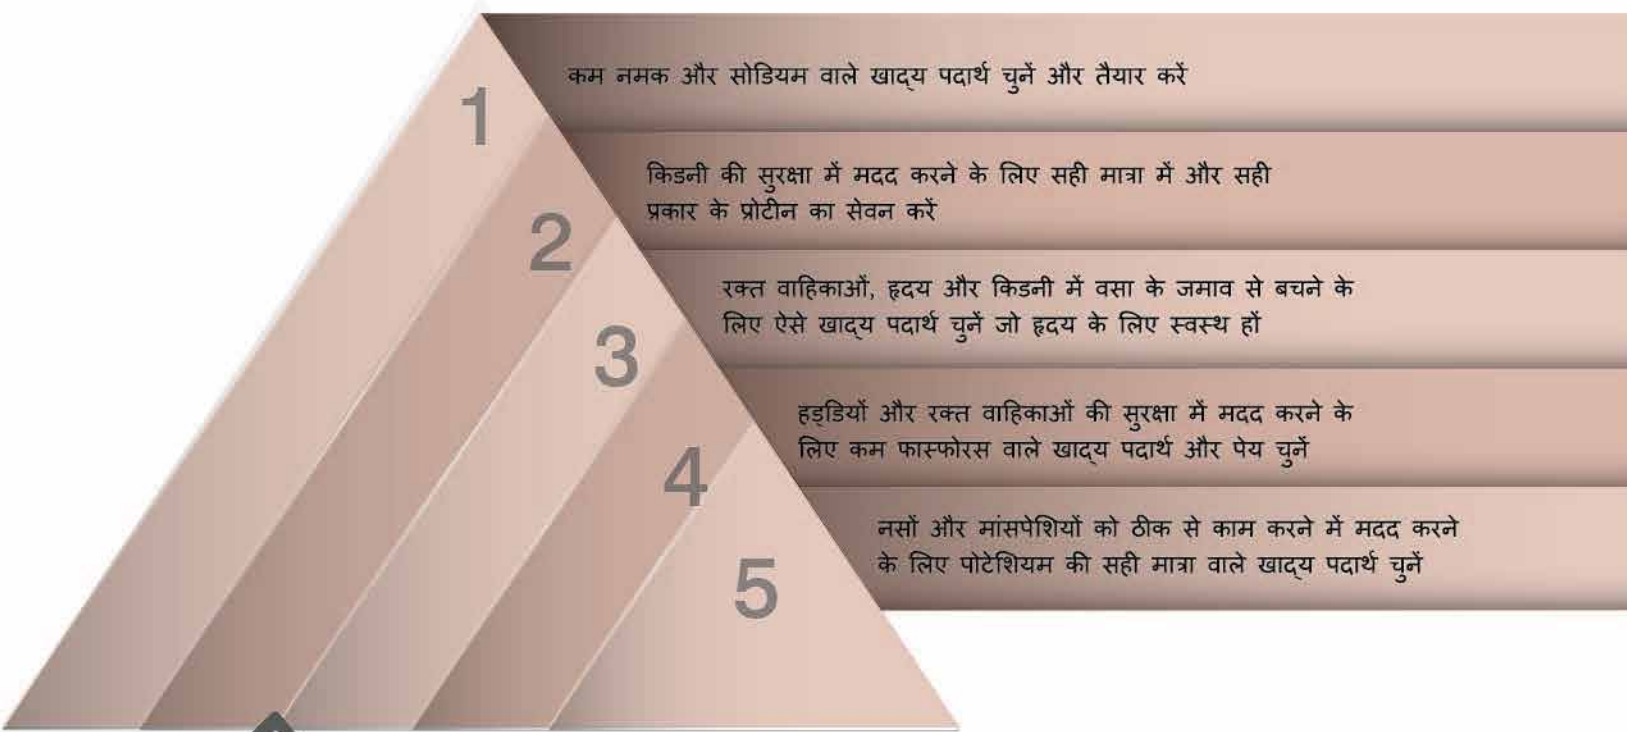 1
कम नमक और सोडियम वाले खाद्य पदार्थ चुनें और तैयार करें
2
किडनी की सुरक्षा में मदद करने के लिए सही मात्रा में और सही
प्रकार के प्रोटीन का सेवन करें
3
रक्त वाहिकाओं, हृदय और किडनी में वसा के जमाव से बचने के
लिए ऐसे खाद्य पदार्थ चुनें जो हृदय के लिए स्वस्थ हों
4
हड्डियों और रक्त वाहिकाओं की सुरक्षा में मदद करने के
लिए कम फास्फोरस वाले खाद्य पदार्थ और पेय चुनें
5
नसों और मांसपेशियों को ठीक से काम करने में मदद करने
के लिए पोटेशियम की सही मात्रा वाले खाद्य पदार्थ चुनें